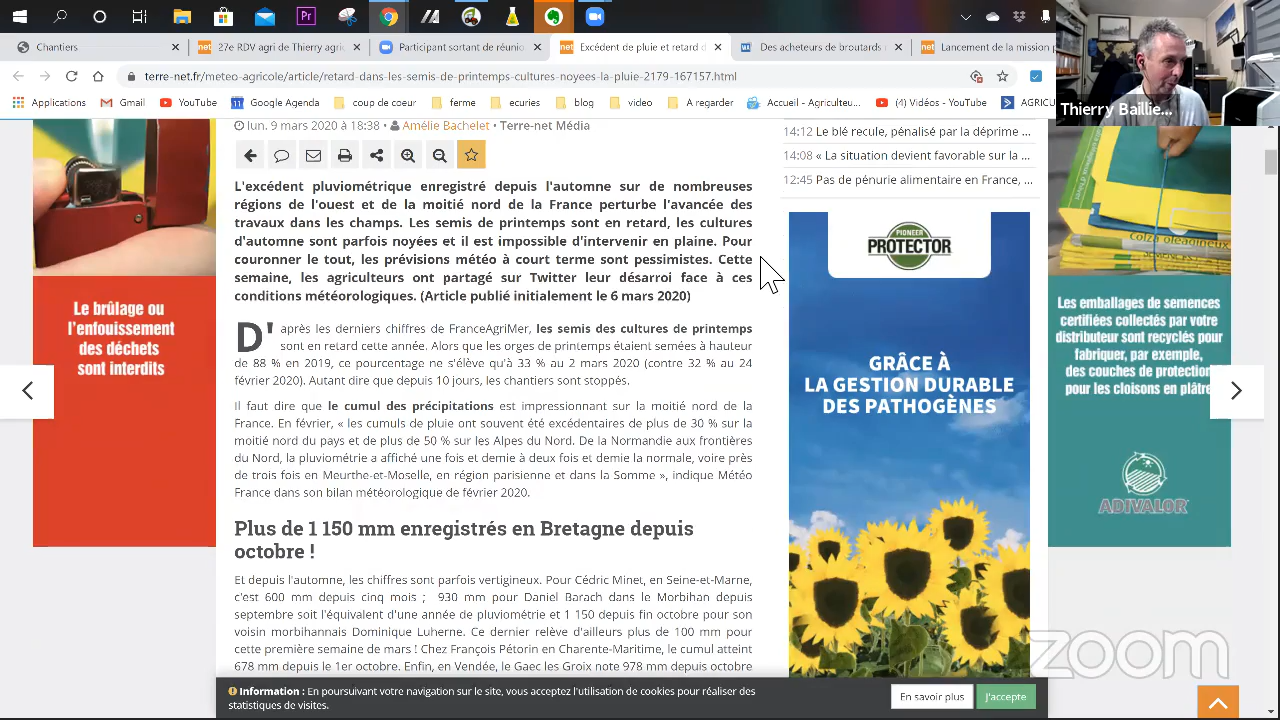 Chantiers
27e RDV agri de Thierry agric
Participant sortant de réunio
Excédent de pluie et retard d
Des acheteurs de broutards
Lancement de la mission
terre-net.fr/meteo-agricole/article/retard-dans-les-semis-de-printemps-cultures-noyees-la-pluie-2179-167157.html
Applications
Gmail
YouTube
Google Agenda
coup de coeur
ferme
ecuries
blog
video
A regarder
Accueil - Agriculteu...
(1) Vidéos - YouTu...
AGRIC
Thierry Baillie...
lun. 9 mars 2020 à
• Terre-net Média
14:12 Le blé recule, pénalisé par la déprime ...
14:08 « La situation devient favorable sur la ...
12:45 Pas de pénurie alimentaire en France, ...
L'excédent pluviométrique enregistré depuis l'automne sur de nombreuses
régions de l'ouest et de la moitié nord de la France perturbe l'avancée des
travaux dans les champs. Les semis de printemps sont en retard, les cultures
d'automne sont parfois noyées et il est impossible d'intervenir en plaine. Pour
couronner le tout, les prévisions météo à court terme sont pessimistes. Cette
semaine, les agriculteurs ont partagé sur Twitter leur désarroi face à ces
conditions météorologiques. (Article publié initialement le 6 mars 2020)
D'après les derniers chiffres de FranceAgriMer, les semis des cultures de printemps
sont en retard. Alors que les orges de printemps étaient semées à hauteur
de 88 % en 2019, ce pourcentage ne s'élève qu'à 33 % au 2 mars 2020 (contre 32 % au 24
février 2020). Autant dire que depuis 10 jours, les chantiers sont stoppés.
Il faut dire que le cumul des précipitations est impressionnant sur la moitié nord de la
France. En février, « les cumuls de pluie ont souvent été excédentaires de plus de 30 % sur la
moitié nord du pays et de plus de 50 % sur les Alpes du Nord. De la Normandie aux frontières
du Nord, la pluviométrie a affiché une fois et demie à deux fois et demie la normale, voire près
de trois fois en Meurthe-et-Moselle, en région parisienne et dans la Somme », indique Météo
France dans son bilan météorologique de février 2020.
Plus de 1 150 mm enregistrés en Bretagne depuis
octobre !
Et depuis l'automne, les chiffres sont parfois vertigineux. Pour Cédric Minet, en Seine-et-Marne,
c'est 600 mm depuis cinq mois ; 930 mm pour Daniel Barach dans le Morbihan depuis
septembre soit l'équivalent d'une année de pluviométrie et 1 150 depuis fin octobre pour son
voisin morbihannais Dominique Luherne. Ce dernier relève d'ailleurs plus de 100 mm pour
cette première semaine de mars ! Chez François Pétorin en Charente-Maritime, le cumul atteint
678 mm depuis le 1er octobre. Enfin, en Vendée, le Gaec les Groix note 978 mm depuis octobre
Le brûlage ou
l'enfouissement
des déchets
sont interdits
PIONEER
PROTECTOR
GRÂCE À
LA GESTION DURABLE
DES PATHOGÈNES
Colza oléagineux
Les emballages de semences
certifiées collectés par votre
distributeur sont recyclés pour
fabriquer, par exemple,
des couches de protection
pour les cloisons en plâtre
ADIVALOR
zoom
Information : En poursuivant votre navigation sur le site, vous acceptez l'utilisation de cookies pour réaliser des
statistiques de visites.
En savoir plus
J'accepte